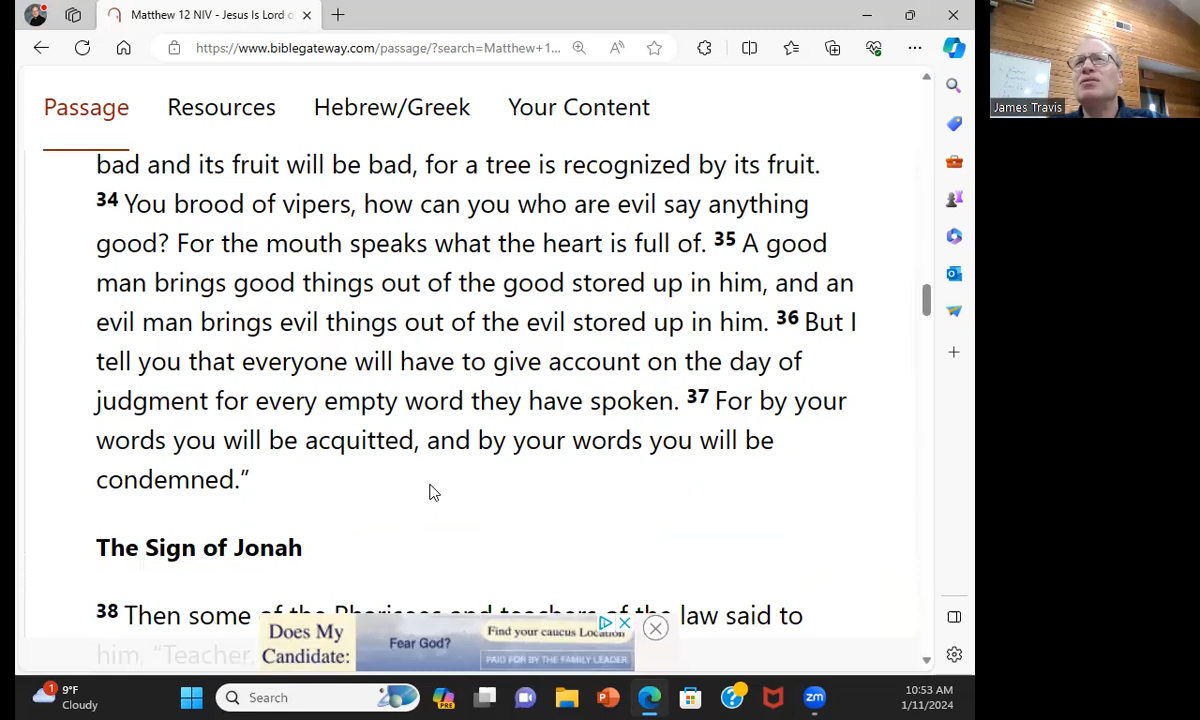 Matthew 12 NIV - Jesus Is Lord o
https://www.biblegateway.com/passage/?search=Matthew+1...
James Travis
Passage Resources Hebrew/Greek Your Content
bad and its fruit will be bad, for a tree is recognized by its fruit.
34 You brood of vipers, how can you who are evil say anything
good? For the mouth speaks what the heart is full of. 35 A good
man brings good things out of the good stored up in him, and an
evil man brings evil things out of the evil stored up in him. 36 But I
tell you that everyone will have to give account on the day of
judgment for every empty word they have spoken. 37 For by your
words you will be acquitted, and by your words you will be
condemned.”
The Sign of Jonah
38 Then some of the Pharisees and teachers of the law said to
him, “Teacher,
Does My
Candidate:
Fear God?
Find your caucus Location
PAID FOR BY THE FAMILY LEADER
1
9°F
Cloudy
Search
PRE
zm
10:53 AM
1/11/2024